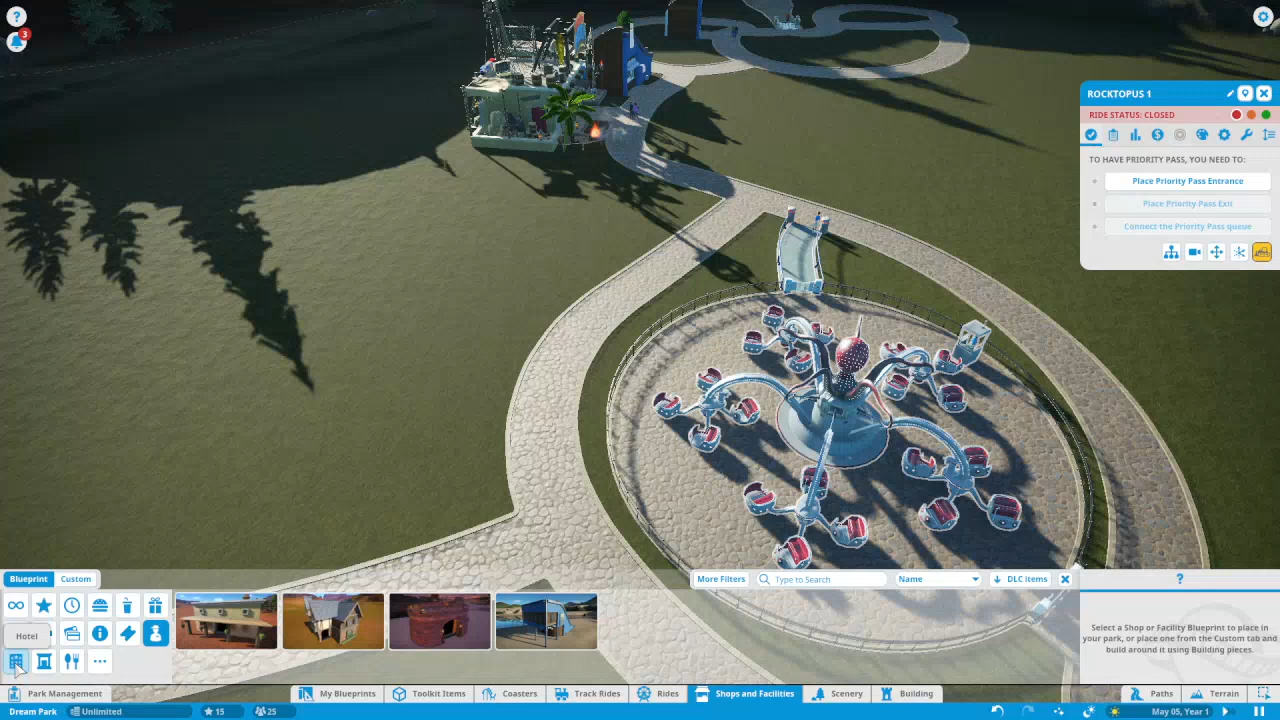 ?
3
ROCKTOPUS 1
RIDE STATUS: CLOSED
TO HAVE PRIORITY PASS, YOU NEED TO:
Place Priority Pass Entrance
Place Priority Pass Exit
Connect the Priority Pass queue
Blueprint
Custom
More Filters
Type to Search
Name
DLC Items
?
Hotel
Select a Shop or Facility Blueprint to place in
your park, or place one from the Custom tab and
build around it using Building pieces.
Park Management
My Blueprints
Toolkit Items
Coasters
Track Rides
Rides
Shops and Facilities
Scenery
Building
Paths
Terrain
Dream Park
Unlimited
15
25
May 05, Year 1